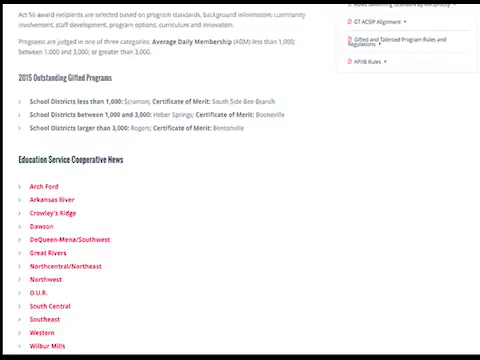 Act 56 award recipients are selected based on program standards, background information, community
involvement, staff development, program options, curriculum and innovation.
Programs are judged in one of three categories: Average Daily Membership (ADM) less than 1,000;
between 1,000 and 3,000; or greater than 3,000.
2015 Outstanding Gifted Programs
School Districts less than 1,000: Scranton; Certificate of Merit: South Side Bee Branch
School Districts between 1,000 and 3,000: Heber Springs; Certificate of Merit: Booneville
School Districts larger than 3,000: Rogers; Certificate of Merit: Bentonville
Education Service Cooperative News
Arch Ford
Arkansas River
Crowley's Ridge
Dawson
DeQueen-Mena/Southwest
Great Rivers
Northcentral/Northeast
Northwest
O.U.R.
South Central
Southeast
Western
Wilbur Mills
GT ACSIP Alignment
Gifted and Talented Program Rules and
Regulations
AP/IB Rules